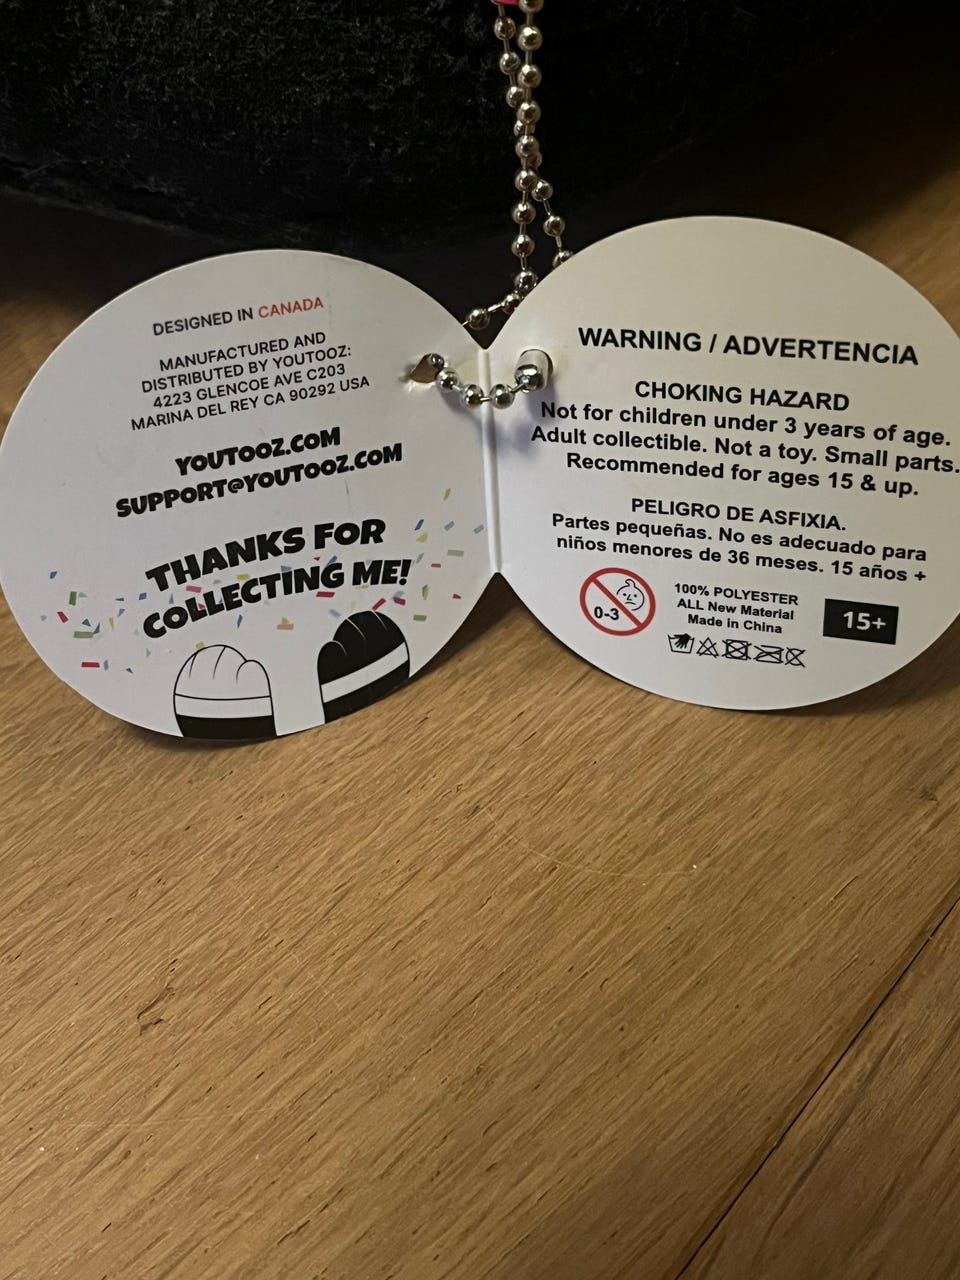 DESIGNED IN CANADA
MANUFACTURED AND
DISTRIBUTED BY YOUTOOZ:
4223 GLENCOE AVE C203
MARINA DEL REY CA 90292 USA
YOUTOOZ.COM
SUPPORT@YOUTOOZ.COM
THANKS FOR
COLLECTING ME!
WARNING / ADVERTENCIA
CHOKING HAZARD
Not for children under 3 years of age.
Adult collectible. Not a toy. Small parts.
Recommended for ages 15 & up.
PELIGRO DE ASFIXIA.
Partes pequeñas. No es adecuado para
niños menores de 36 meses. 15 años +
0-3
100% POLYESTER
ALL New Material
Made in China
15+